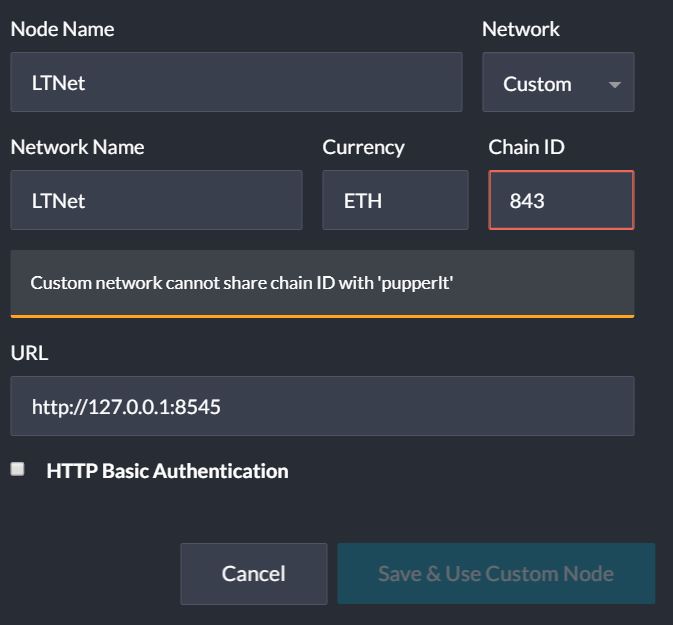 Node Name
Network
LTNet
Custom
Network Name
Currency
Chain ID
LTNet
ETH
843
Custom network cannot share chain ID with 'pupperlt'
URL
http://127.0.0.1:8545
HTTP Basic Authentication
Cancel
Save & Use Custom Node